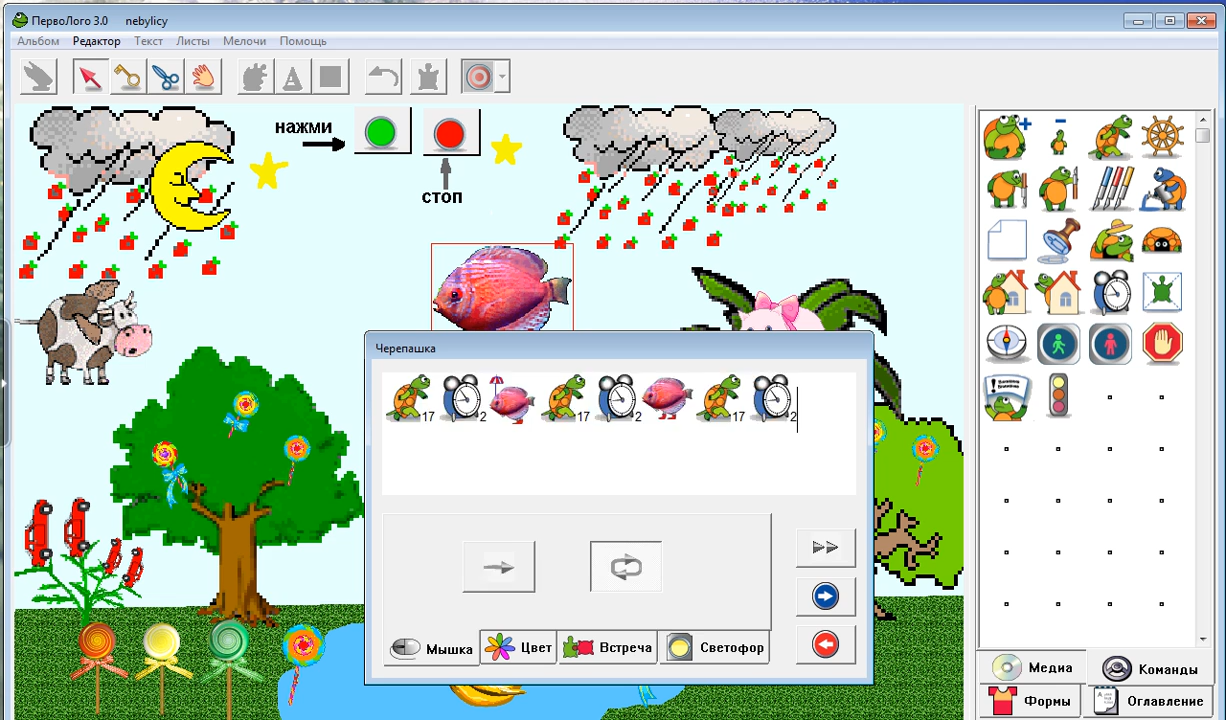 ПервоЛого 3.0 nebylicy
Альбом Редактор Текст Листы Мелочи Помощь
нажми
стоп
Черепашка
17 2 17 2 17 2
Мышка Цвет Встреча Светофор
Медиа Команды
Формы Оглавление